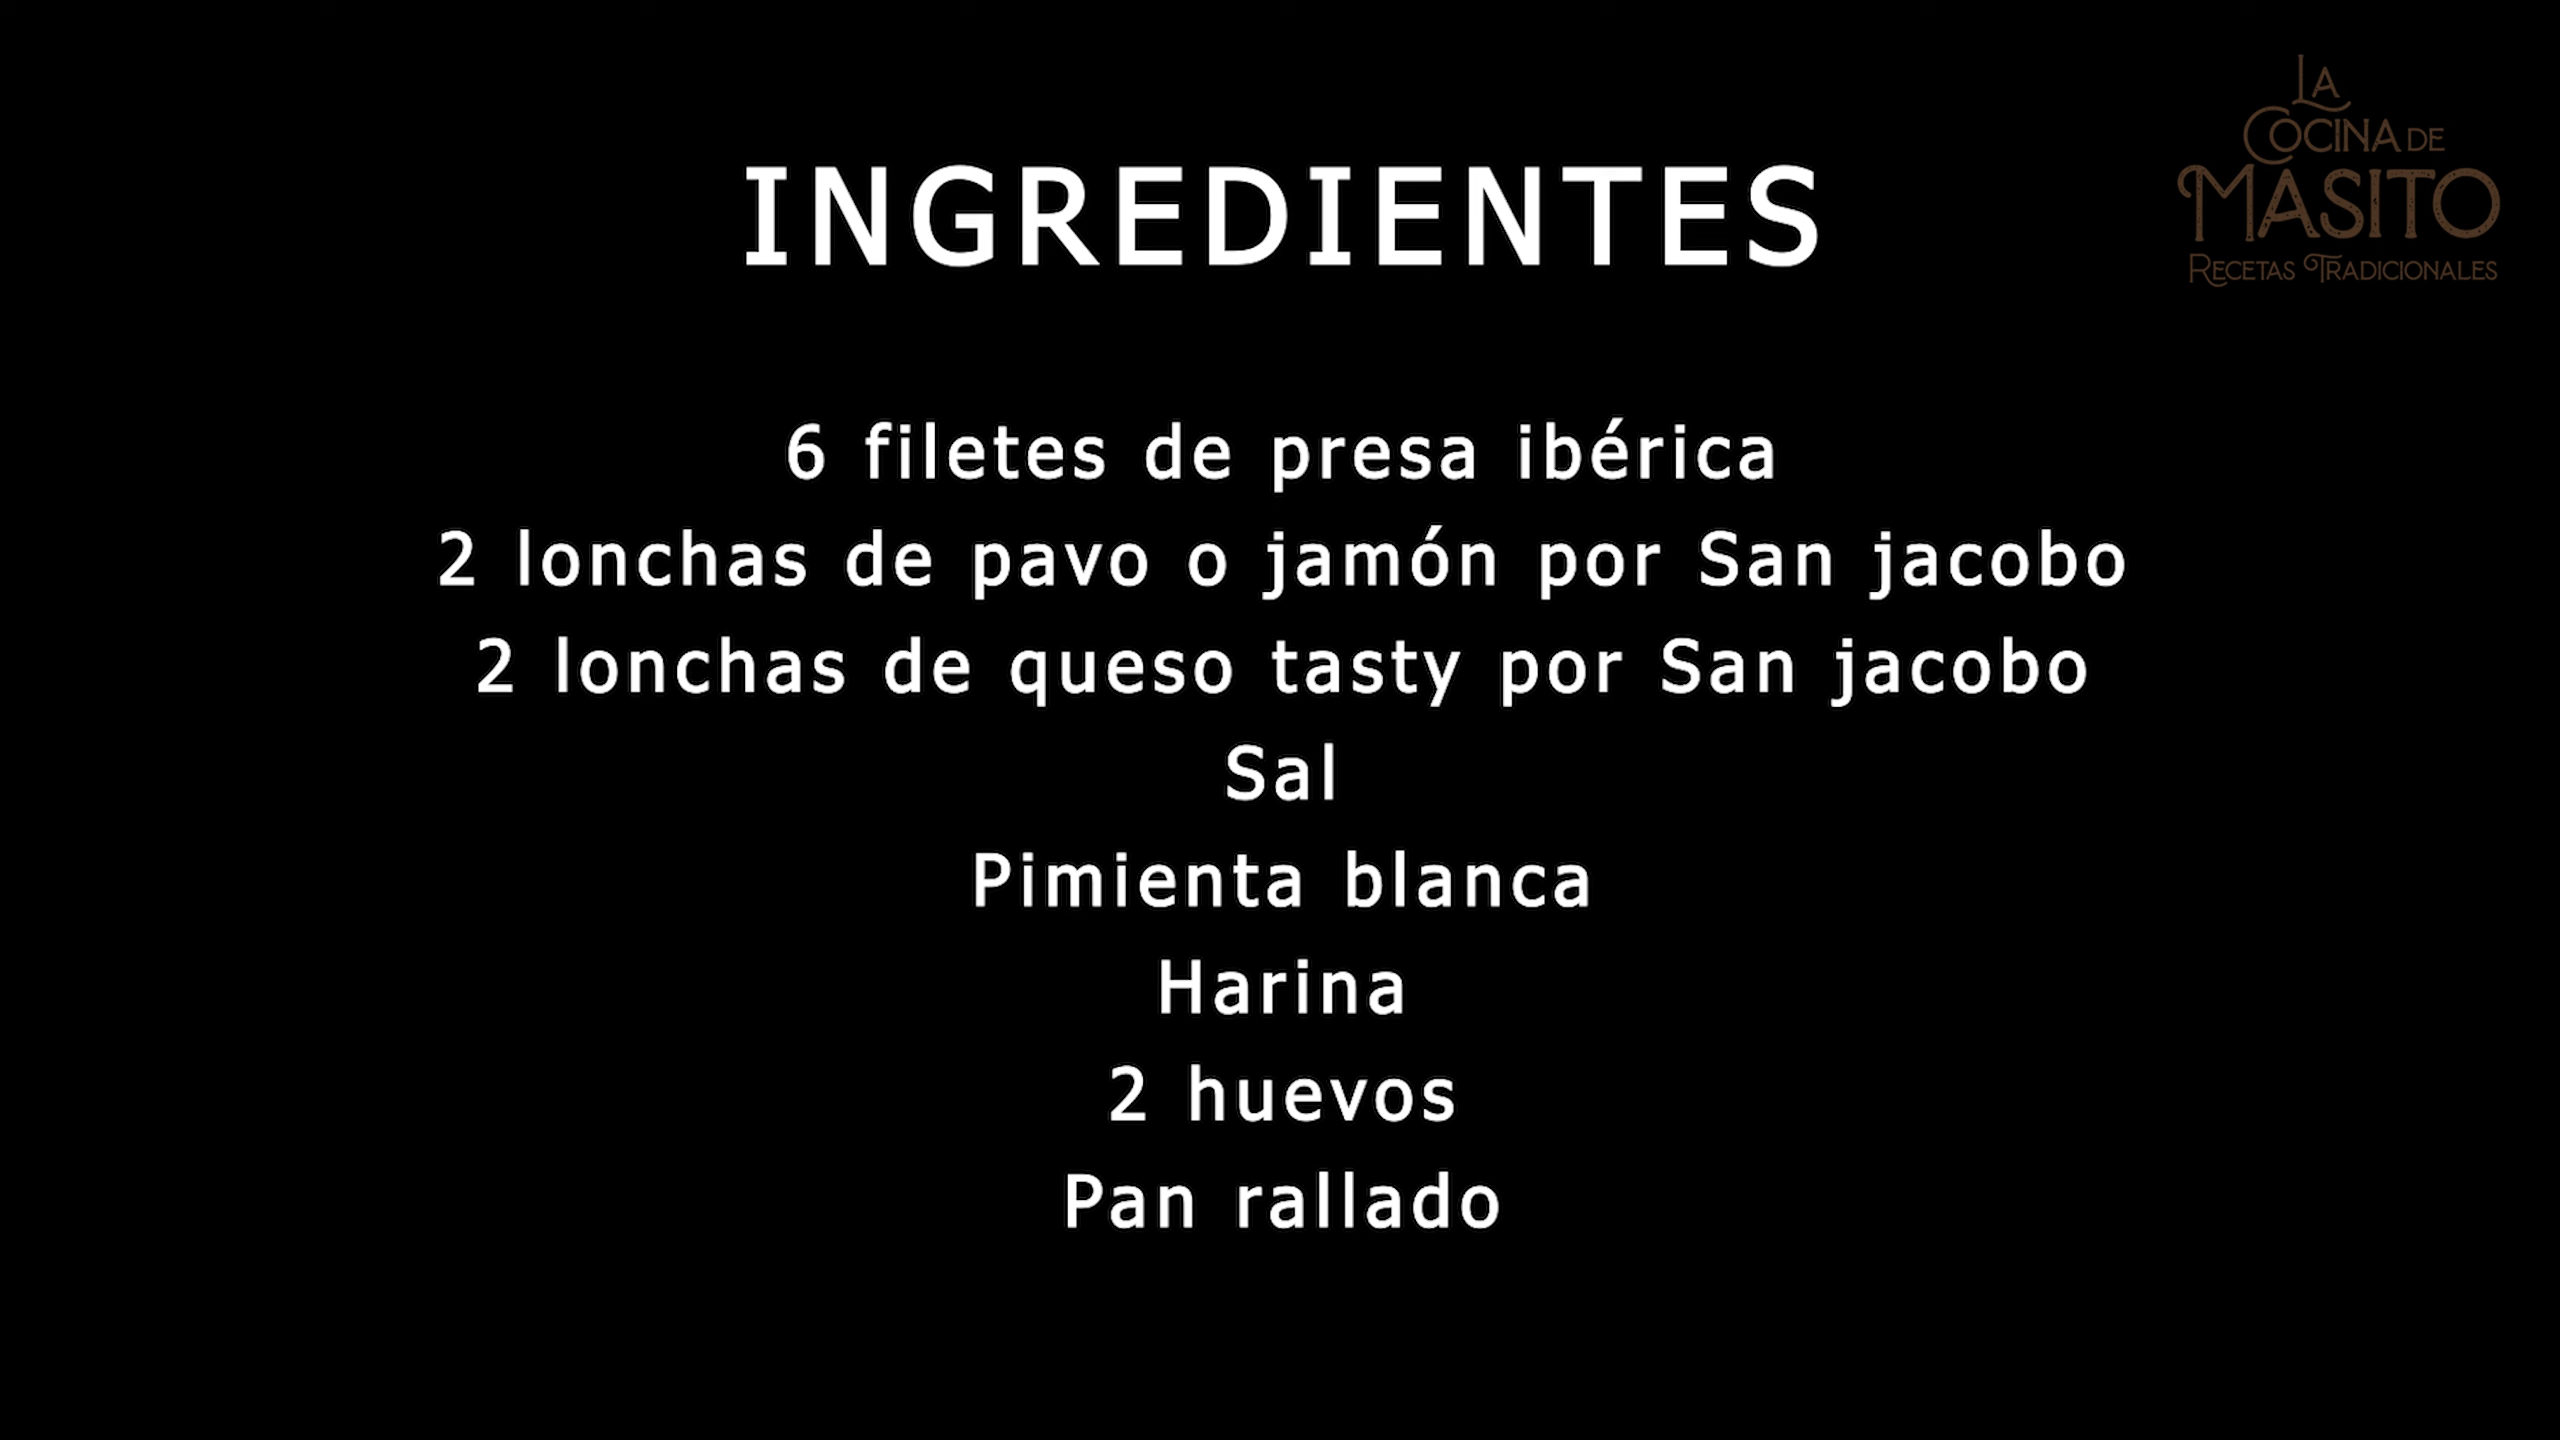 LA
COCINA DE
MASITO
RECETAS TRADICIONALES
INGREDIENTES
6 filetes de presa ibérica
2 lonchas de pavo o jamón por San jacobo
2 lonchas de queso tasty por San jacobo
Sal
Pimienta blanca
Harina
2 huevos
Pan rallado